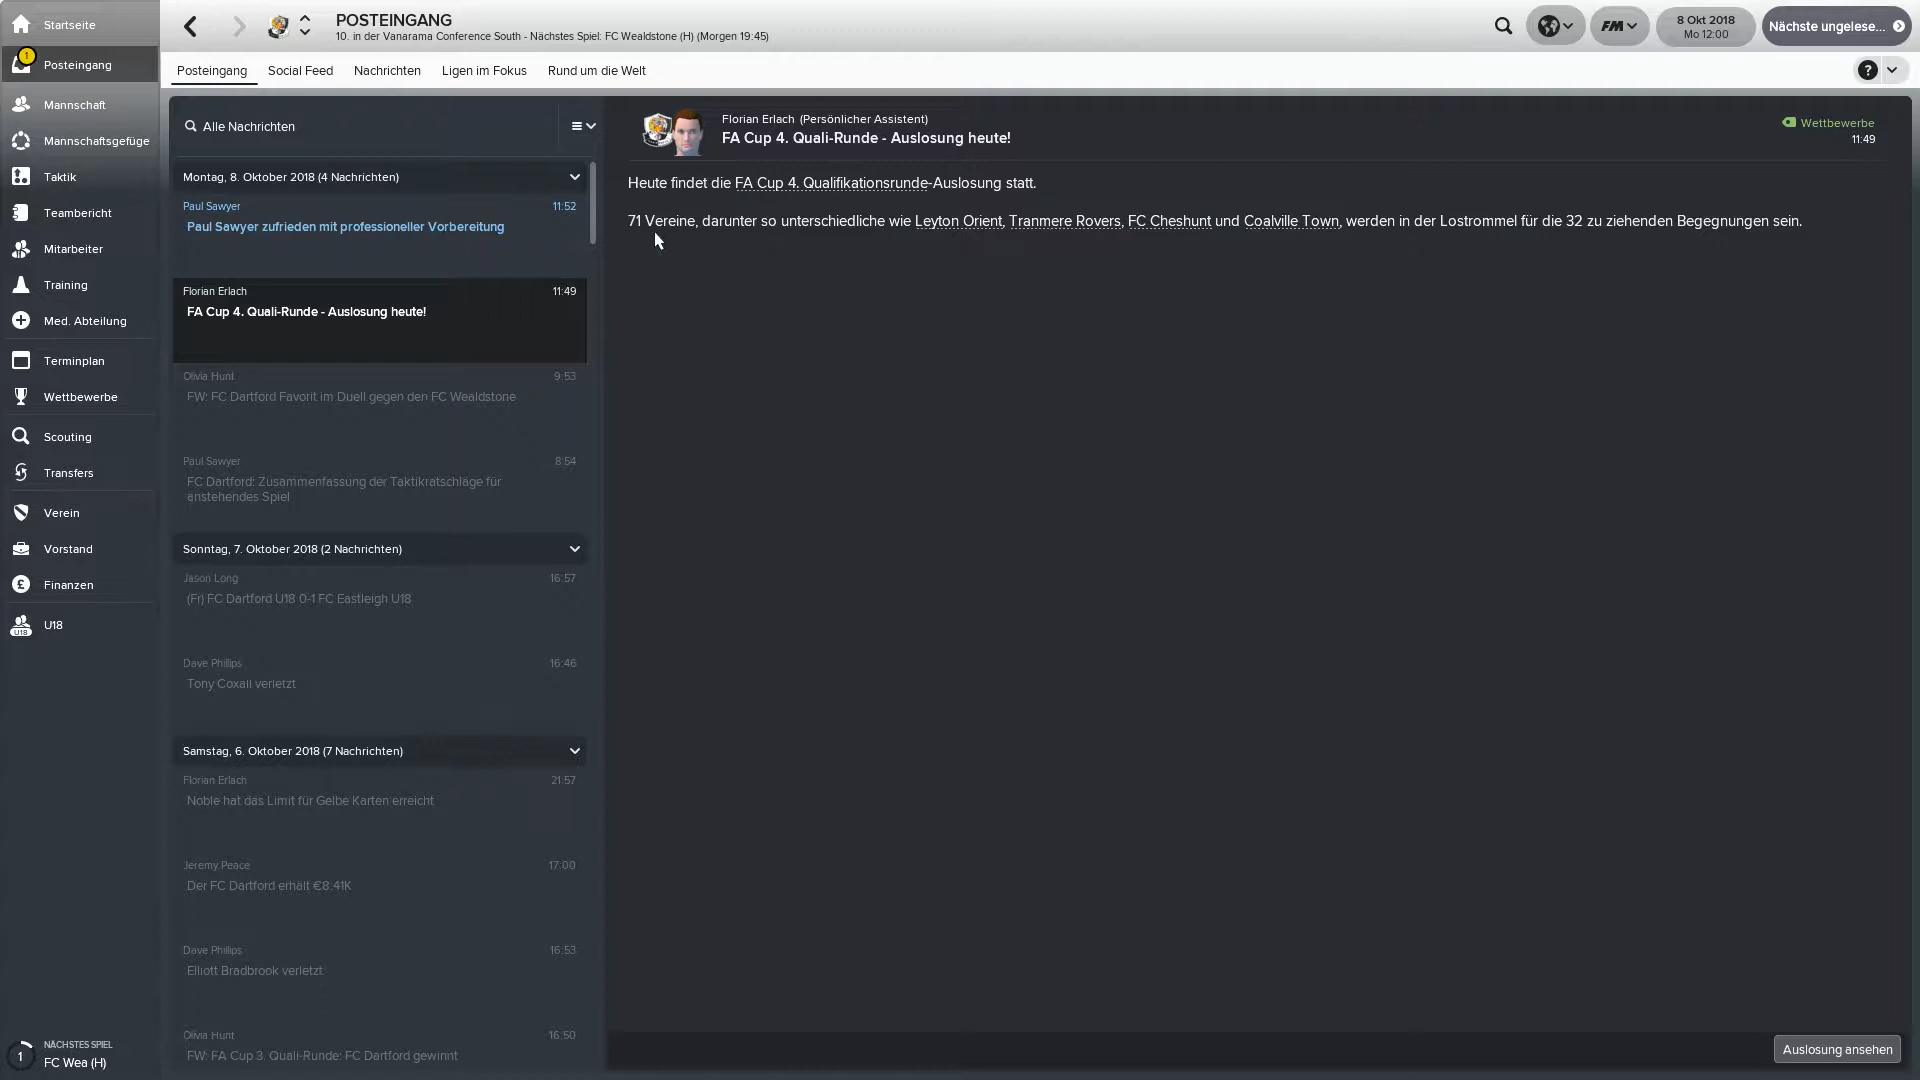 Startseite
1
Posteingang
Mannschaft
Mannschaftsgefüge
Taktik
Teambericht
Mitarbeiter
Training
Med. Abteilung
Terminplan
Wettbewerbe
Scouting
Transfers
Verein
Vorstand
Finanzen
U18
U18
1
NÄCHSTES SPIEL
FC Wea (H)
POSTEINGANG
10. in der Vanarama Conference South - Nächstes Spiel: FC Wealdstone (H) (Morgen 19:45)
FM
8 Okt 2018
Mo 12:00
Nächste ungelese...
Posteingang
Social Feed
Nachrichten
Ligen im Fokus
Rund um die Welt
?
Alle Nachrichten
Montag, 8. Oktober 2018 (4 Nachrichten)
Paul Sawyer 11:52
Paul Sawyer zufrieden mit professioneller Vorbereitung
Florian Erlach 11:49
FA Cup 4. Quali-Runde - Auslosung heute!
Olivia Hunt 9:53
FW: FC Dartford Favorit im Duell gegen den FC Wealdstone
Paul Sawyer 8:54
FC Dartford: Zusammenfassung der Taktikratschläge für
anstehendes Spiel
Sonntag, 7. Oktober 2018 (2 Nachrichten)
Jason Long 16:57
(Fr) FC Dartford U18 0-1 FC Eastleigh U18
Dave Phillips 16:46
Tony Coxall verletzt
Samstag, 6. Oktober 2018 (7 Nachrichten)
Florian Erlach 21:57
Noble hat das Limit für Gelbe Karten erreicht
Jeremy Peace 17:00
Der FC Dartford erhält €8.41K
Dave Phillips 16:53
Elliott Bradbrook verletzt
Olivia Hunt 16:50
FW: FA Cup 3. Quali-Runde: FC Dartford gewinnt
Florian Erlach (Persönlicher Assistent)
FA Cup 4. Quali-Runde - Auslosung heute!
Wettbewerbe
11:49
Heute findet die FA Cup 4. Qualifikationsrunde-Auslosung statt.
71 Vereine, darunter so unterschiedliche wie Leyton Orient, Tranmere Rovers, FC Cheshunt und Coalville Town, werden in der Lostrommel für die 32 zu ziehenden Begegnungen sein.
Auslosung ansehen